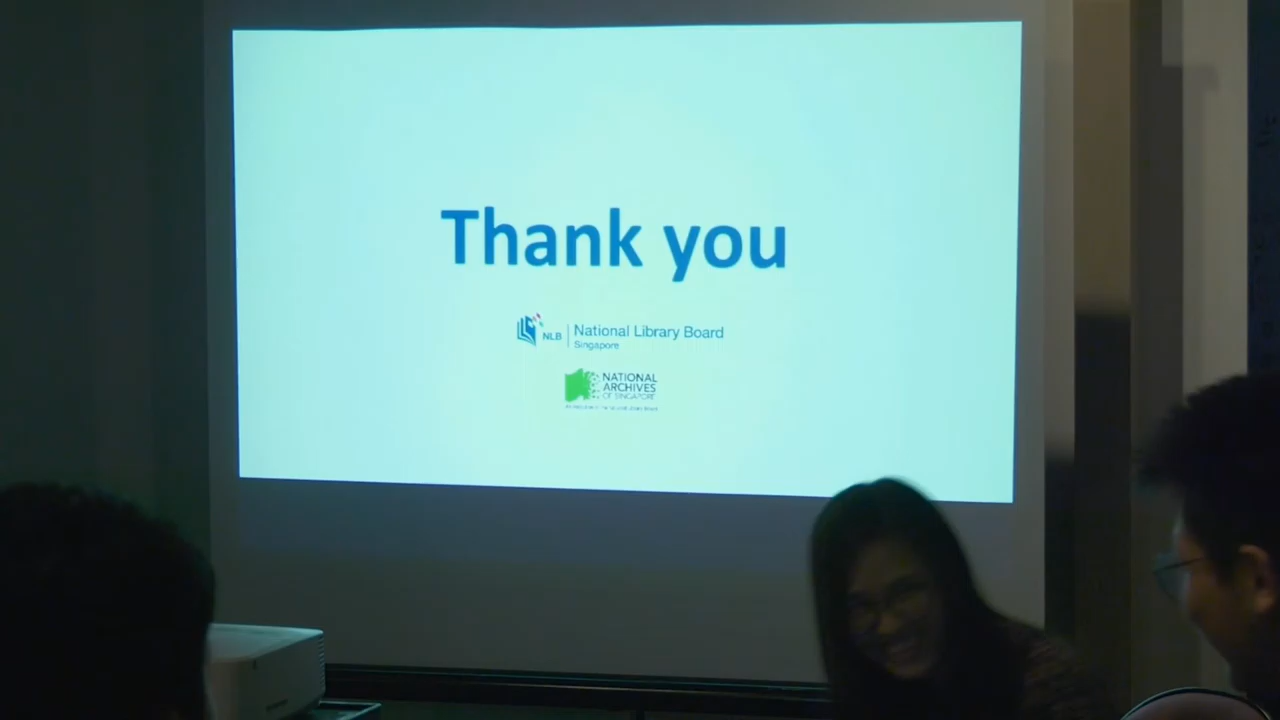 Thank you
NLB
National Library Board
Singapore
NATIONAL
ARCHIVES
OF SINGAPORE